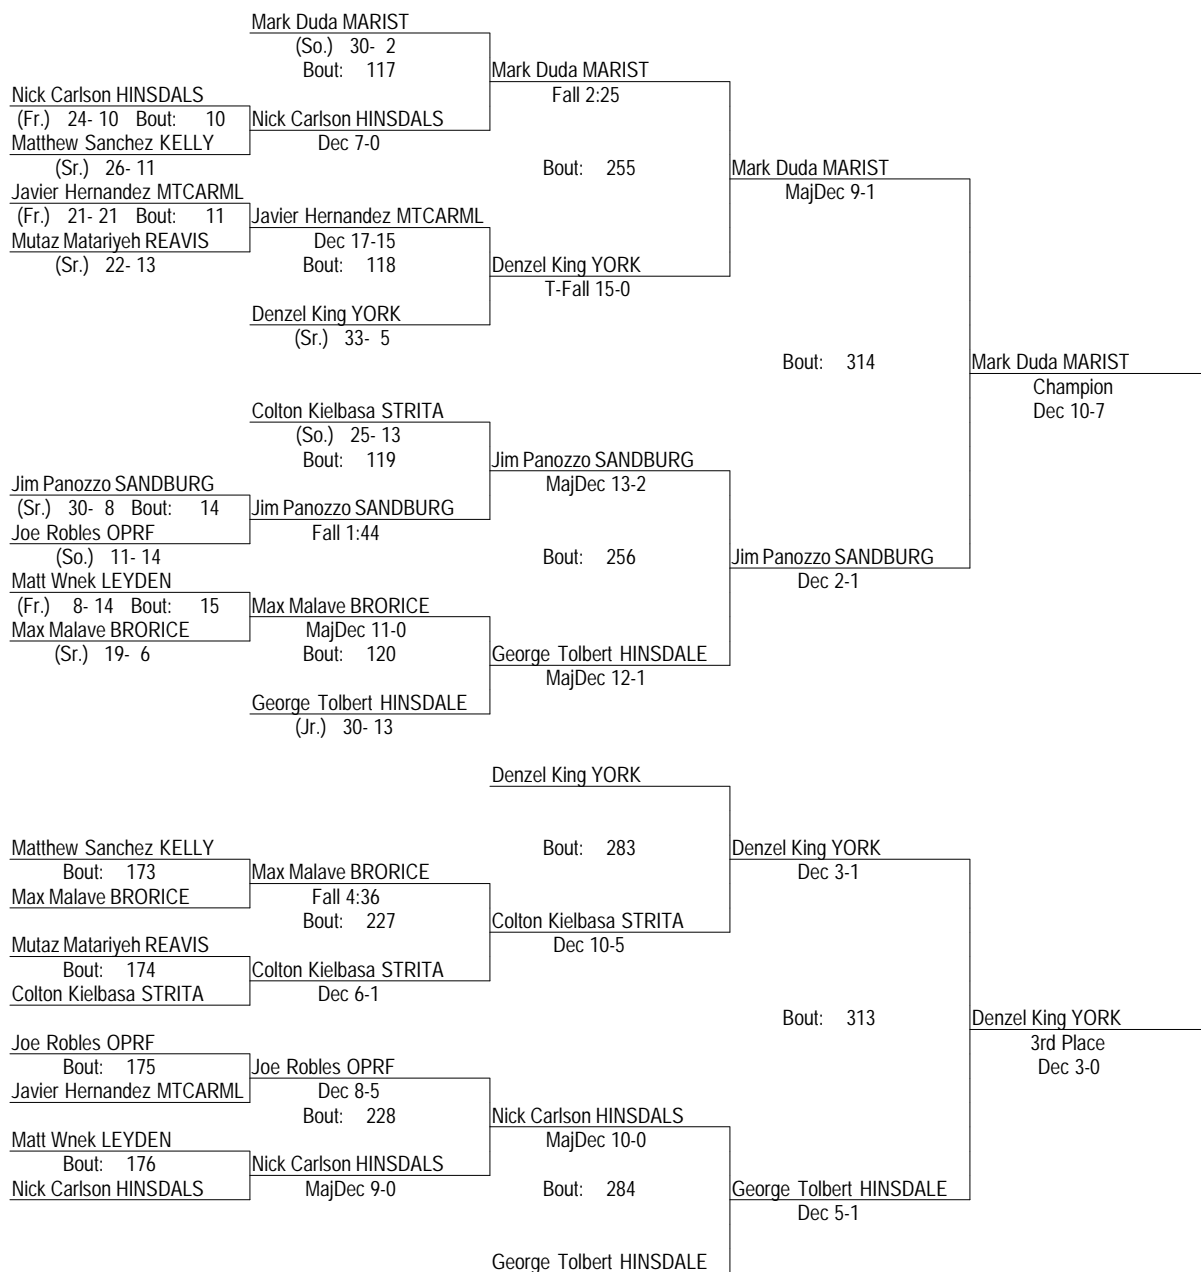 Mark Duda MARIST
(So.) 30- 2
Bout: 117
Mark Duda MARIST
Fall 2:25
Nick Carlson HINSDALS
(Fr.) 24- 10 Bout: 10
Nick Carlson HINSDALS
Dec 7-0
Matthew Sanchez KELLY
(Sr.) 26- 11
Bout: 255
Mark Duda MARIST
MajDec 9-1
Javier Hernandez MTCARML
(Fr.) 21- 21 Bout: 11
Javier Hernandez MTCARML
Dec 17-15
Mutaz Matariyeh REAVIS
(Sr.) 22- 13
Bout: 118
Denzel King YORK
T-Fall 15-0
Denzel King YORK
(Sr.) 33- 5
Bout: 314
Mark Duda MARIST
Champion
Dec 10-7
Colton Kielbasa STRITA
(So.) 25- 13
Bout: 119
Jim Panozzo SANDBURG
MajDec 13-2
Jim Panozzo SANDBURG
(Sr.) 30- 8 Bout: 14
Jim Panozzo SANDBURG
Fall 1:44
Joe Robles OPRF
(So.) 11- 14
Bout: 256
Jim Panozzo SANDBURG
Dec 2-1
Matt Wnek LEYDEN
(Fr.) 8- 14 Bout: 15
Max Malave BRORICE
MajDec 11-0
Max Malave BRORICE
(Sr.) 19- 6
Bout: 120
George Tolbert HINSDALE
MajDec 12-1
George Tolbert HINSDALE
(Jr.) 30- 13
Denzel King YORK
Bout: 283
Denzel King YORK
Dec 3-1
Matthew Sanchez KELLY
Bout: 173
Max Malave BRORICE
Max Malave BRORICE
Fall 4:36
Bout: 227
Colton Kielbasa STRITA
Dec 10-5
Mutaz Matariyeh REAVIS
Bout: 174
Colton Kielbasa STRITA
Colton Kielbasa STRITA
Dec 6-1
Bout: 313
Denzel King YORK
3rd Place
Dec 3-0
Joe Robles OPRF
Bout: 175
Javier Hernandez MTCARML
Joe Robles OPRF
Dec 8-5
Bout: 228
Nick Carlson HINSDALS
MajDec 10-0
Matt Wnek LEYDEN
Bout: 176
Nick Carlson HINSDALS
Nick Carlson HINSDALS
MajDec 9-0
Bout: 284
George Tolbert HINSDALE
Dec 5-1
George Tolbert HINSDALE